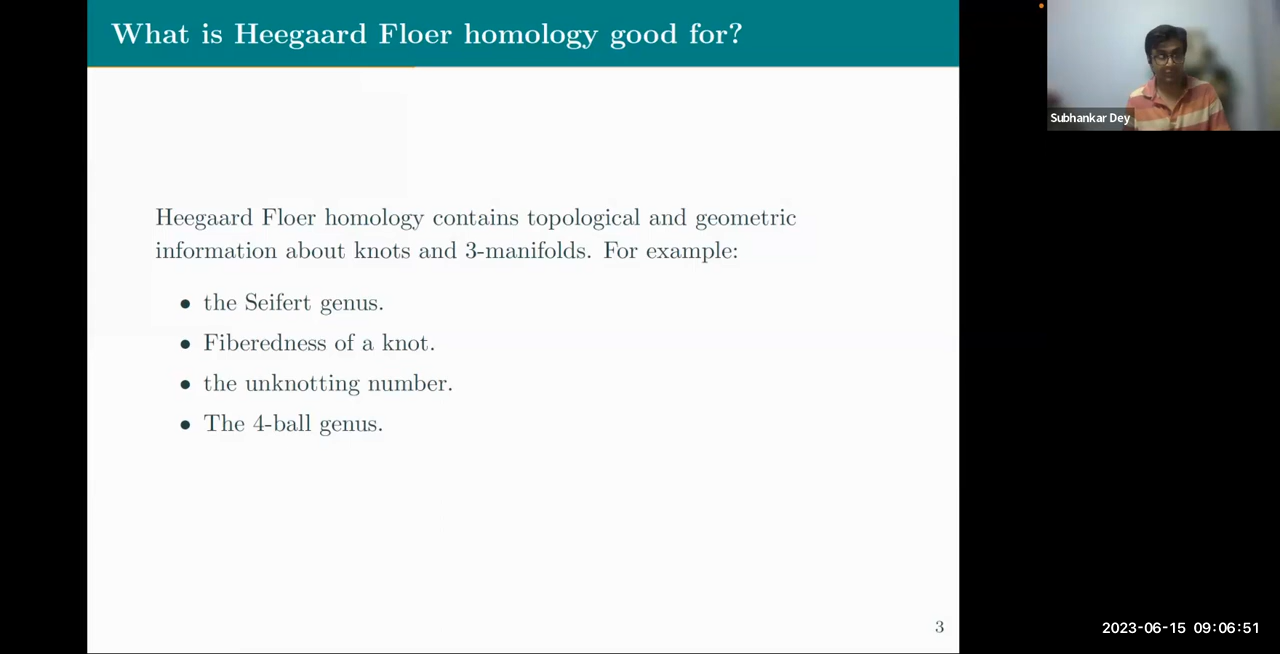 What is Heegaard Floer homology good for?
Subhankar Dey
Heegaard Floer homology contains topological and geometric
information about knots and 3-manifolds. For example:
• the Seifert genus.
• Fiberedness of a knot.
• the unknotting number.
• The 4-ball genus.
3
2023-06-15 09:06:51